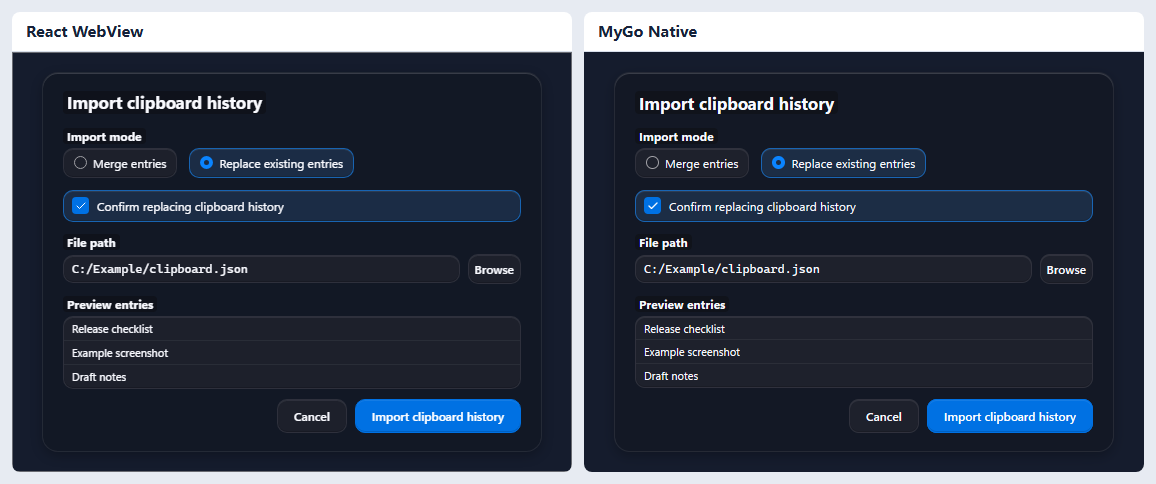 React WebView
Import clipboard history
Import mode
Merge entries Replace existing entries
Confirm replacing clipboard history
File path
C:/Example/clipboard.json Browse
Preview entries
Release checklist
Example screenshot
Draft notes
Cancel Import clipboard history
MyGo Native
Import clipboard history
Import mode
Merge entries Replace existing entries
Confirm replacing clipboard history
File path
C:/Example/clipboard.json Browse
Preview entries
Release checklist
Example screenshot
Draft notes
Cancel Import clipboard history